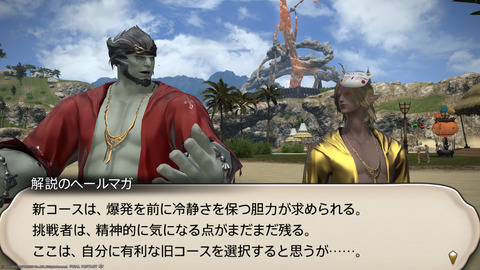 解説のヘールマガ
新コースは、爆発を前に冷静さを保つ胆力が求められる。
挑戦者は、精神的に気になる点がまだまだ残る。
ここは、自分に有利な旧コースを選択すると思うが……。